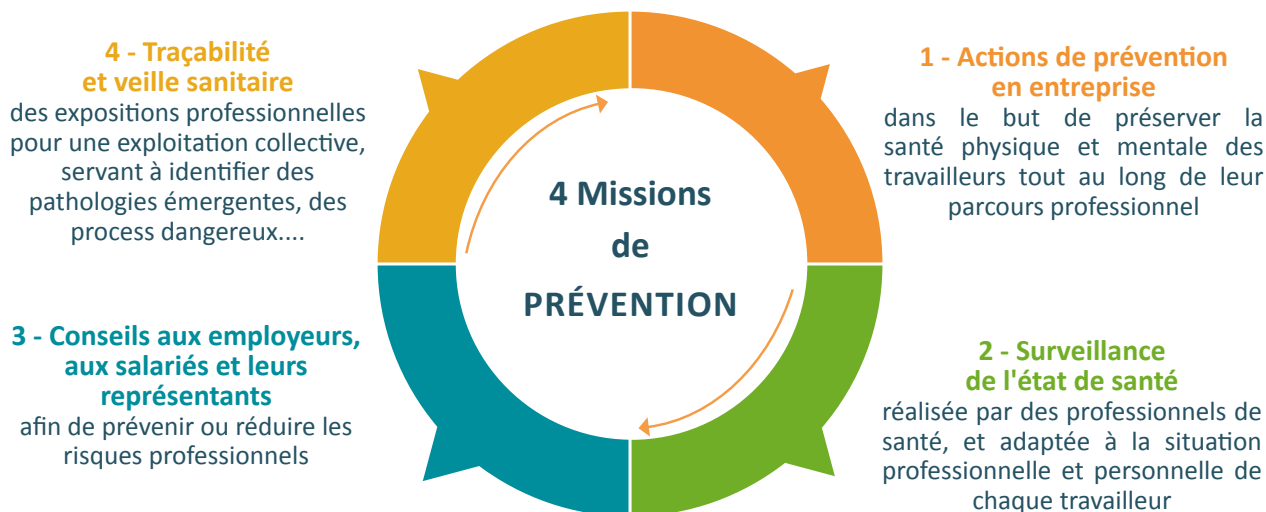 4 Missions
de
PRÉVENTION
1 - Actions de prévention
en entreprise
dans le but de préserver la
santé physique et mentale des
travailleurs tout au long de leur
parcours professionnel
2 - Surveillance
de l'état de santé
réalisée par des professionnels de
santé, et adaptée à la situation
professionnelle et personnelle de
chaque travailleur
3 - Conseils aux employeurs,
aux salariés et leurs
représentants
afin de prévenir ou réduire les
risques professionnels
4 - Traçabilité
et veille sanitaire
des expositions professionnelles
pour une exploitation collective,
servant à identifier des
pathologies émergentes, des
process dangereux....